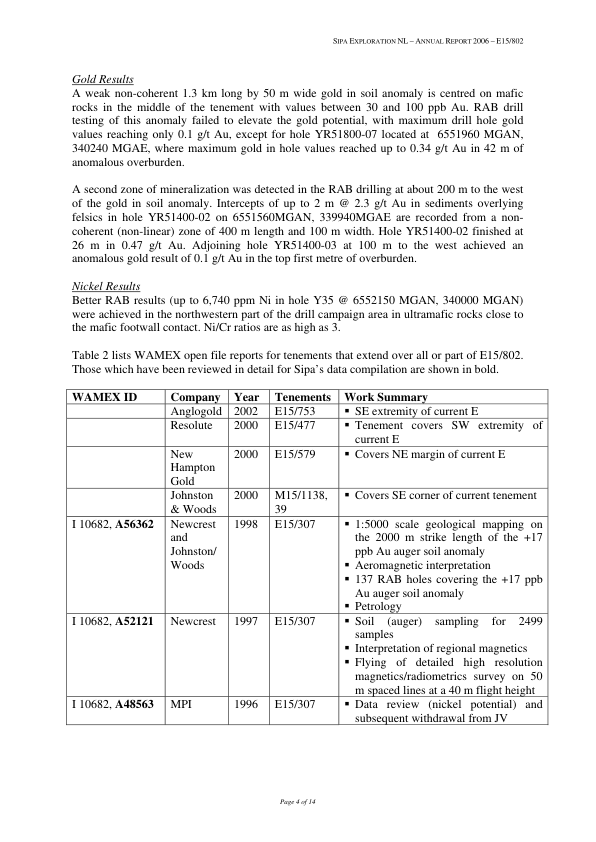 SIPA EXPLORATION NL – ANNUAL REPORT 2006 – E15/802
Gold Results
A weak non-coherent 1.3 km long by 50 m wide gold in soil anomaly is centred on mafic
rocks in the middle of the tenement with values between 30 and 100 ppb Au. RAB drill
testing of this anomaly failed to elevate the gold potential, with maximum drill hole gold
values reaching only 0.1 g/t Au, except for hole YR51800-07 located at 6551960 MGAN,
340240 MGAE, where maximum gold in hole values reached up to 0.34 g/t Au in 42 m of
anomalous overburden.
A second zone of mineralization was detected in the RAB drilling at about 200 m to the west
of the gold in soil anomaly. Intercepts of up to 2 m @ 2.3 g/t Au in sediments overlying
felsics in hole YR51400-02 on 6551560MGAN, 339940MGAE are recorded from a non-
coherent (non-linear) zone of 400 m length and 100 m width. Hole YR51400-02 finished at
26 m in 0.47 g/t Au. Adjoining hole YR51400-03 at 100 m to the west achieved an
anomalous gold result of 0.1 g/t Au in the top first metre of overburden.
Nickel Results
Better RAB results (up to 6,740 ppm Ni in hole Y35 @ 6552150 MGAN, 340000 MGAN)
were achieved in the northwestern part of the drill campaign area in ultramafic rocks close to
the mafic footwall contact. Ni/Cr ratios are as high as 3.
Table 2 lists WAMEX open file reports for tenements that extend over all or part of E15/802.
Those which have been reviewed in detail for Sipa's data compilation are shown in bold.
WAMEX ID Company Year Tenements Work Summary
Anglogold 2002 E15/753 ▪ SE extremity of current E
Resolute 2000 E15/477 ▪ Tenement covers SW extremity of
current E
New 2000 E15/579 ▪ Covers NE margin of current E
Hampton
Gold
Johnston 2000 M15/1138, ▪ Covers SE corner of current tenement
& Woods 39
I 10682, A56362 Newcrest 1998 E15/307 ▪ 1:5000 scale geological mapping on
and the 2000 m strike length of the +17
Johnston/ ppb Au auger soil anomaly
Woods ▪ Aeromagnetic interpretation
▪ 137 RAB holes covering the +17 ppb
Au auger soil anomaly
▪ Petrology
I 10682, A52121 Newcrest 1997 E15/307 ▪ Soil (auger) sampling for 2499
samples
▪ Interpretation of regional magnetics
▪ Flying of detailed high resolution
magnetics/radiometrics survey on 50
m spaced lines at a 40 m flight height
I 10682, A48563 MPI 1996 E15/307 ▪ Data review (nickel potential) and
subsequent withdrawal from JV
Page 4 of 14